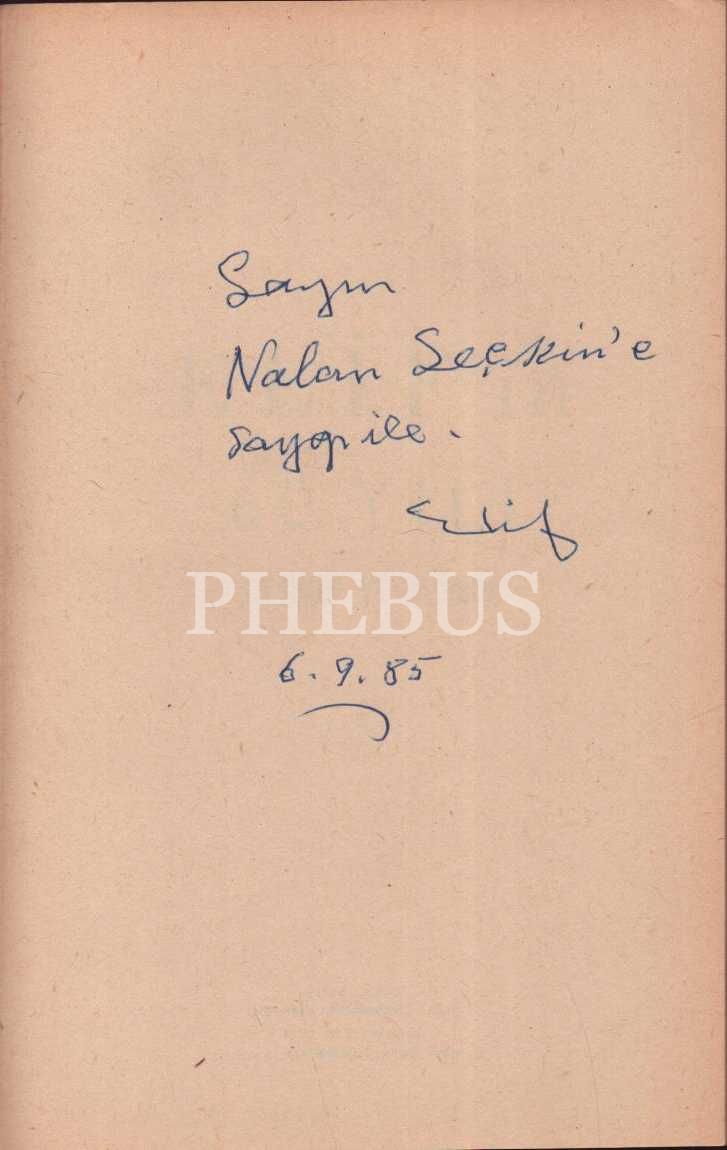 Sayın
Nalan Seçkin'e
saygı ile.
Elif
PHEBUS
6.9.85